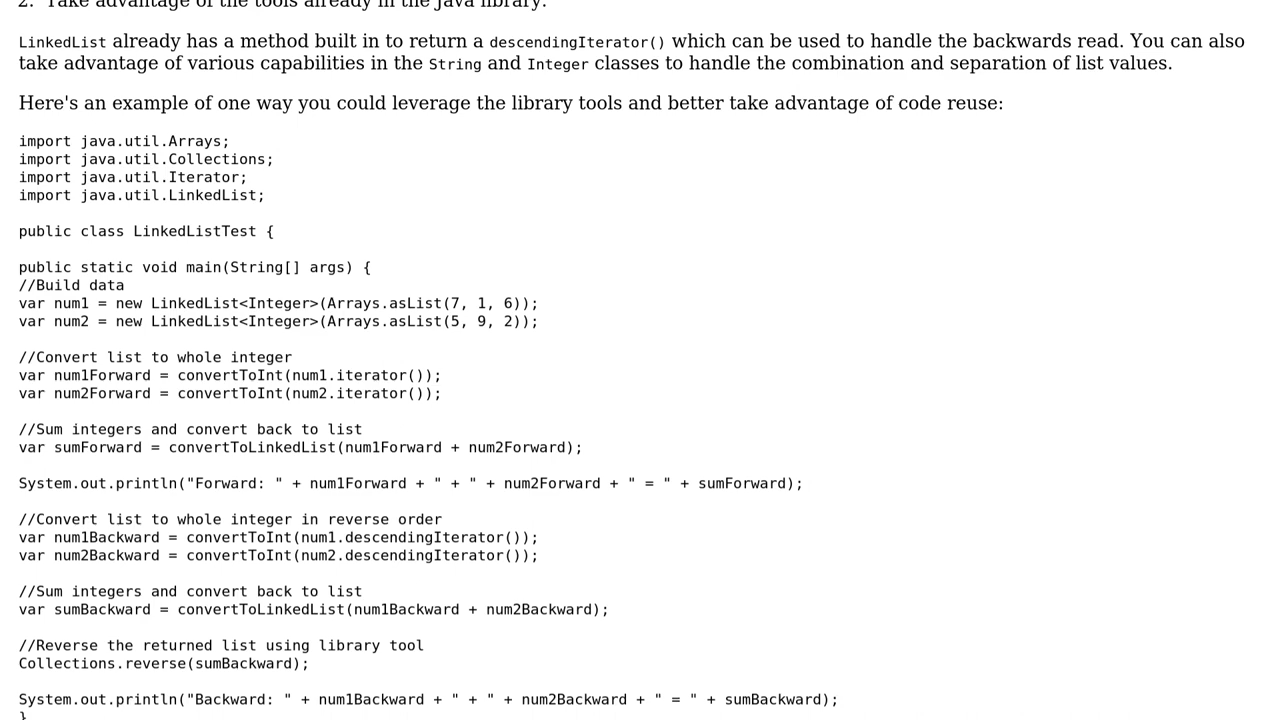 2. Take advantage of the tools already in the Java library.
LinkedList already has a method built in to return a descendingIterator() which can be used to handle the backwards read. You can also
take advantage of various capabilities in the String and Integer classes to handle the combination and separation of list values.
Here's an example of one way you could leverage the library tools and better take advantage of code reuse:
import java.util.Arrays;
import java.util.Collections;
import java.util.Iterator;
import java.util.LinkedList;
public class LinkedListTest {
public static void main(String[] args) {
//Build data
var num1 = new LinkedList<Integer>(Arrays.asList(7, 1, 6));
var num2 = new LinkedList<Integer>(Arrays.asList(5, 9, 2));
//Convert list to whole integer
var num1Forward = convertToInt(num1.iterator());
var num2Forward = convertToInt(num2.iterator());
//Sum integers and convert back to list
var sumForward = convertToLinkedList(num1Forward + num2Forward);
System.out.println("Forward: " + num1Forward + " + " + num2Forward + " = " + sumForward);
//Convert list to whole integer in reverse order
var num1Backward = convertToInt(num1.descendingIterator());
var num2Backward = convertToInt(num2.descendingIterator());
//Sum integers and convert back to list
var sumBackward = convertToLinkedList(num1Backward + num2Backward);
//Reverse the returned list using library tool
Collections.reverse(sumBackward);
System.out.println("Backward: " + num1Backward + " + " + num2Backward + " = " + sumBackward);
}